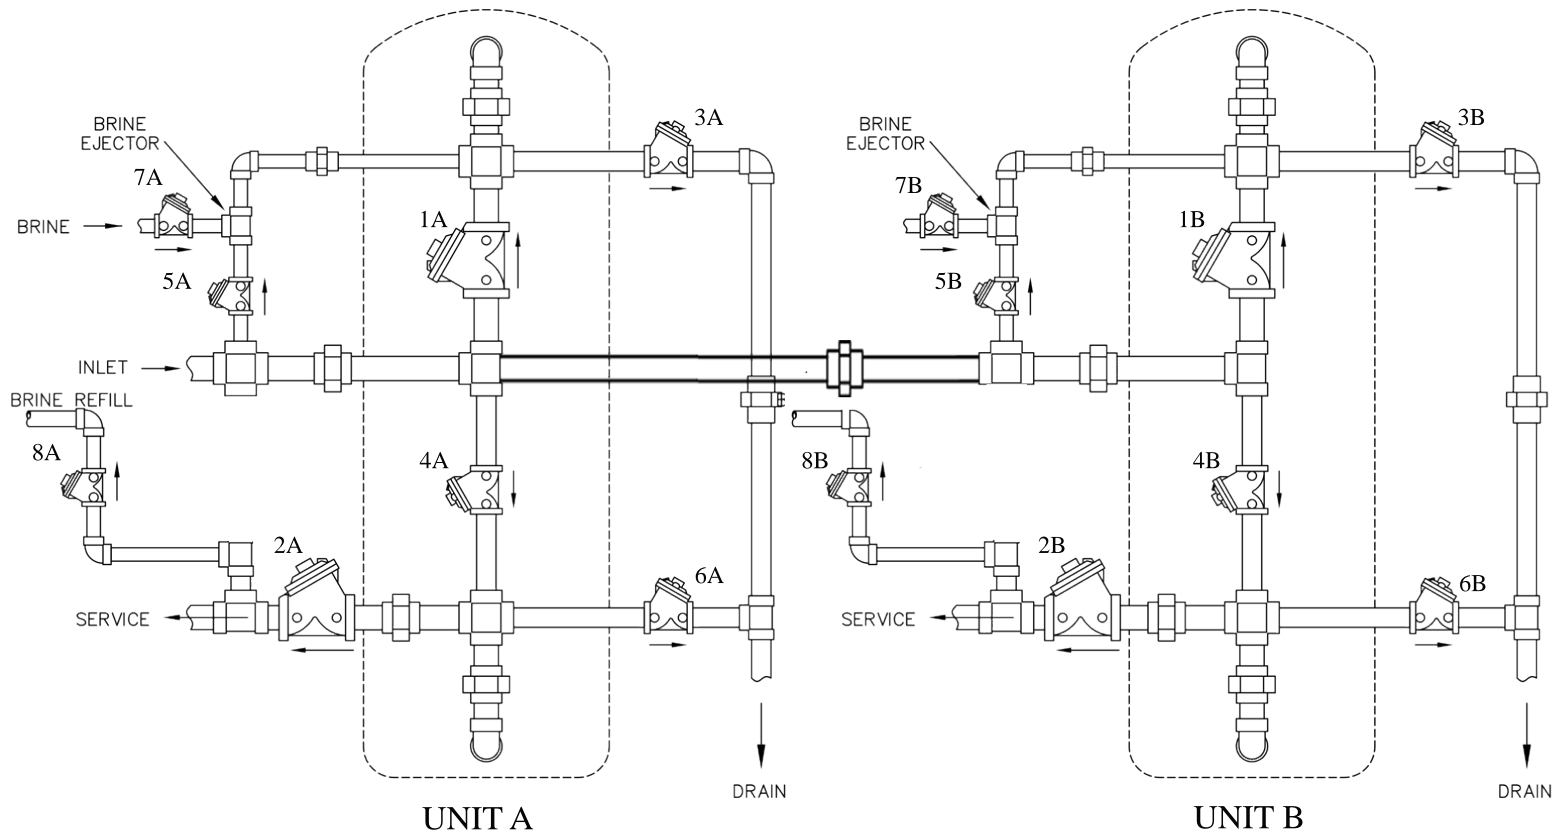 3A
3B
BRINE
EJECTOR
BRINE
EJECTOR
7A
7B
1A
1B
BRINE
5A
5B
INLET
BRINE REFILL
8A
4A
8B
4B
2A
2B
6A
6B
SERVICE
SERVICE
DRAIN
DRAIN
UNIT A
UNIT B